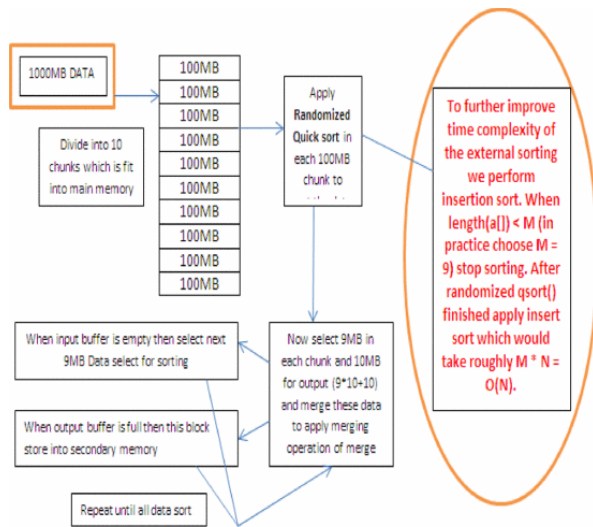 1000MB DATA
100MB
100MB
100MB
100MB
100MB
100MB
100MB
100MB
100MB
100MB
Divide into 10
chunks which is fit
into main memory
Apply
Randomized
Quick sort in
each 100MB
chunk to
To further improve
time complexity of
the external sorting
we perform
insertion sort. When
length(a[]) < M (in
practice choose M =
9) stop sorting. After
randomized qsort()
finished apply insert
sort which would
take roughly M * N =
O(N).
When input buffer is empty then select next
9MB Data select for sorting
Now select 9MB in
each chunk and 10MB
for output (9*10+10)
and merge these data
to apply merging
operation of merge
When output buffer is full then this block
store into secondary memory
Repeat until all data sort